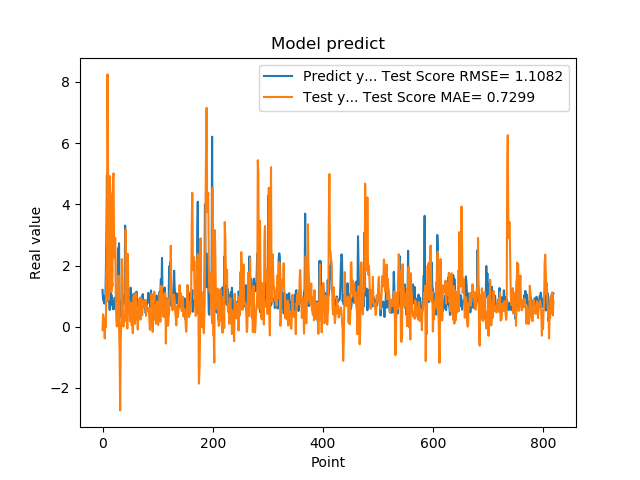 Model predict
Predict y... Test Score RMSE= 1.1082
Test y... Test Score MAE= 0.7299
8
6
4
2
0
−2
Real value
0 200 400 600 800
Point